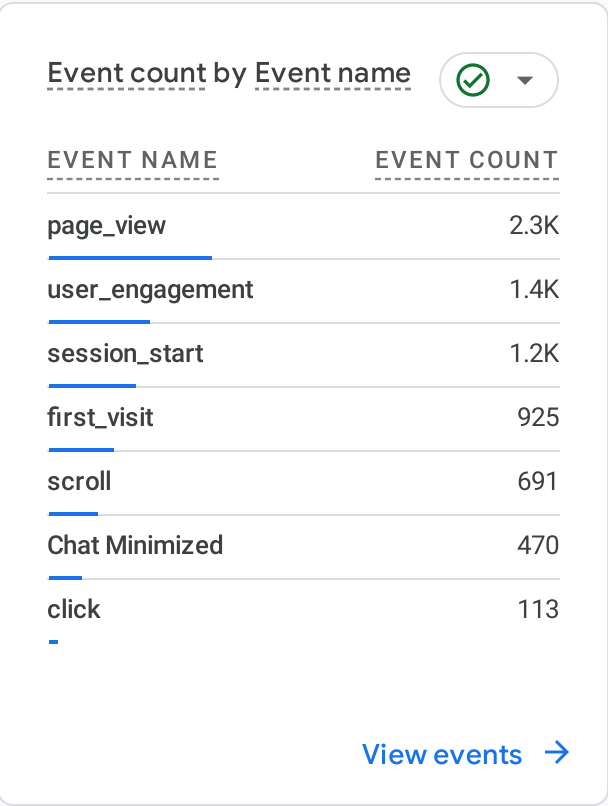 Event count by Event name
EVENT NAME EVENT COUNT
page_view 2.3K
user_engagement 1.4K
session_start 1.2K
first_visit 925
scroll 691
Chat Minimized 470
click 113
View events